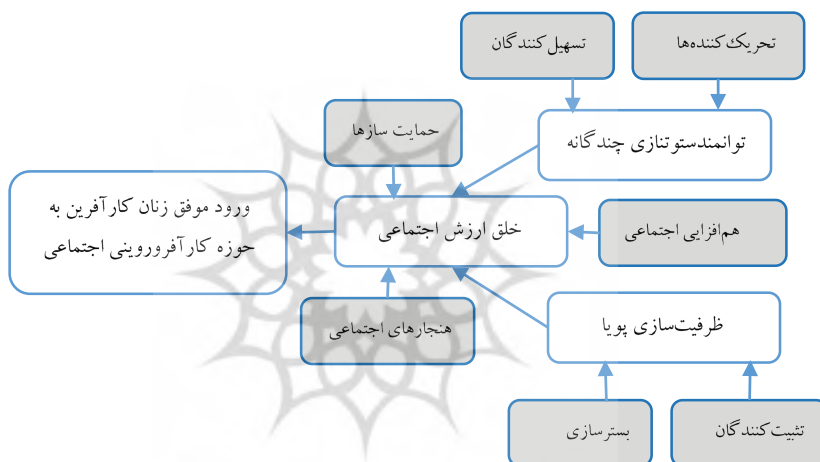 تحریک‌کننده‌ها
تسهیل‌کنندگان
توانمندستوتنازی چندگانه
حمایت سازها
ورود موفق زنان کارآفرین به
حوزه کارآفروروینی اجتماعی
خلق ارزش اجتماعی
هم‌افزایی اجتماعی
هنجارهای اجتماعی
ظرفیت‌سازی پویا
بسترسازی
تثبیت‌کنندگان